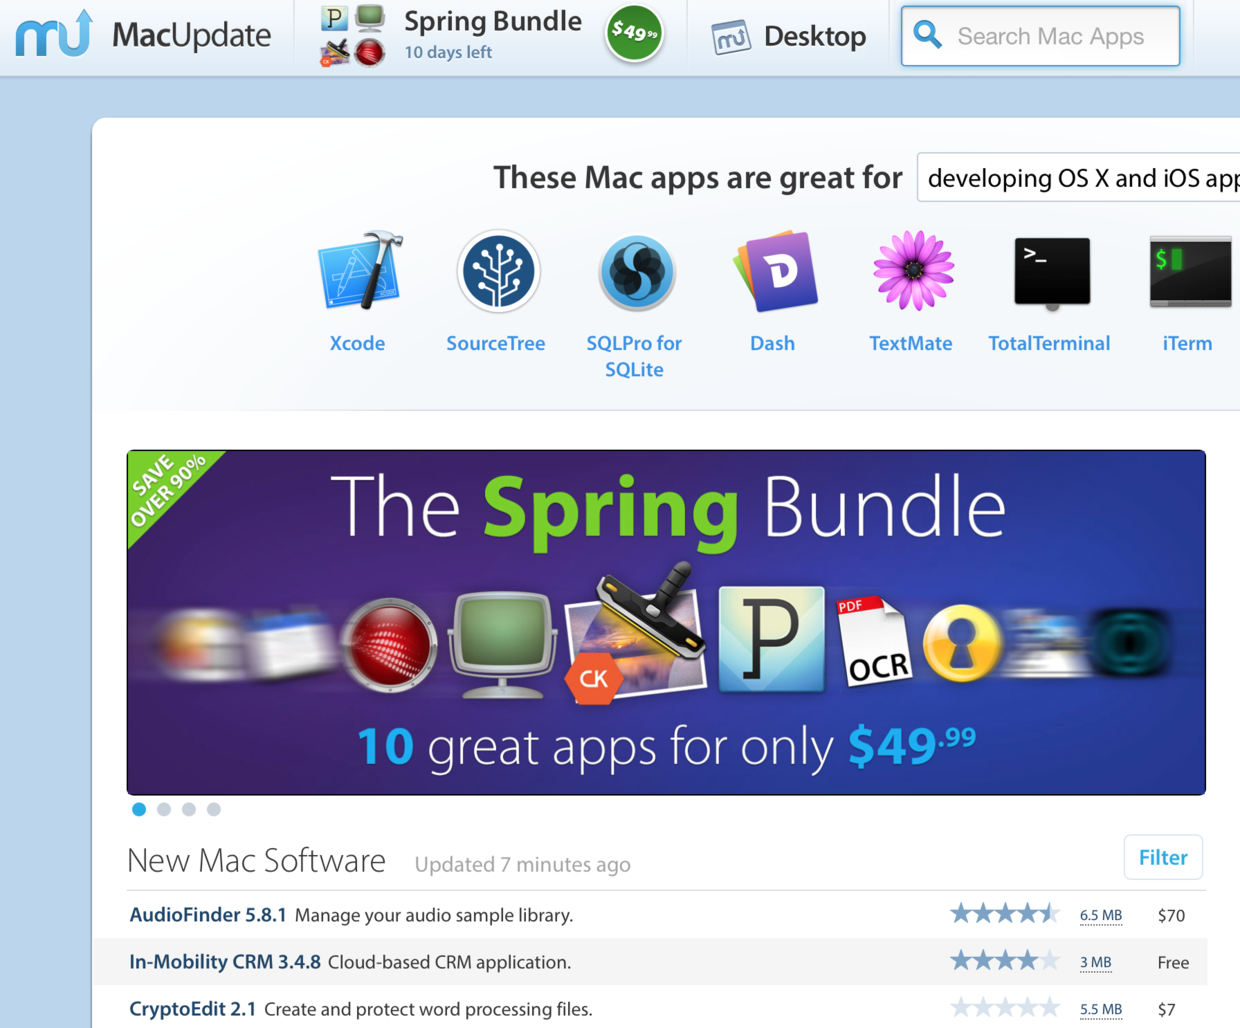 MacUpdate
Spring Bundle
10 days left
$49.99
Desktop
Search Mac Apps
These Mac apps are great for
developing OS X and iOS app
Xcode
SourceTree
SQLPro for
SQLite
Dash
TextMate
TotalTerminal
iTerm
SAVE
OVER 90%
The Spring Bundle
CK
P
PDF
OCR
10 great apps for only $49.99
New Mac Software
Updated 7 minutes ago
Filter
AudioFinder 5.8.1 Manage your audio sample library. 6.5 MB $70
In-Mobility CRM 3.4.8 Cloud-based CRM application. 3 MB Free
CryptoEdit 2.1 Create and protect word processing files. 5.5 MB $7